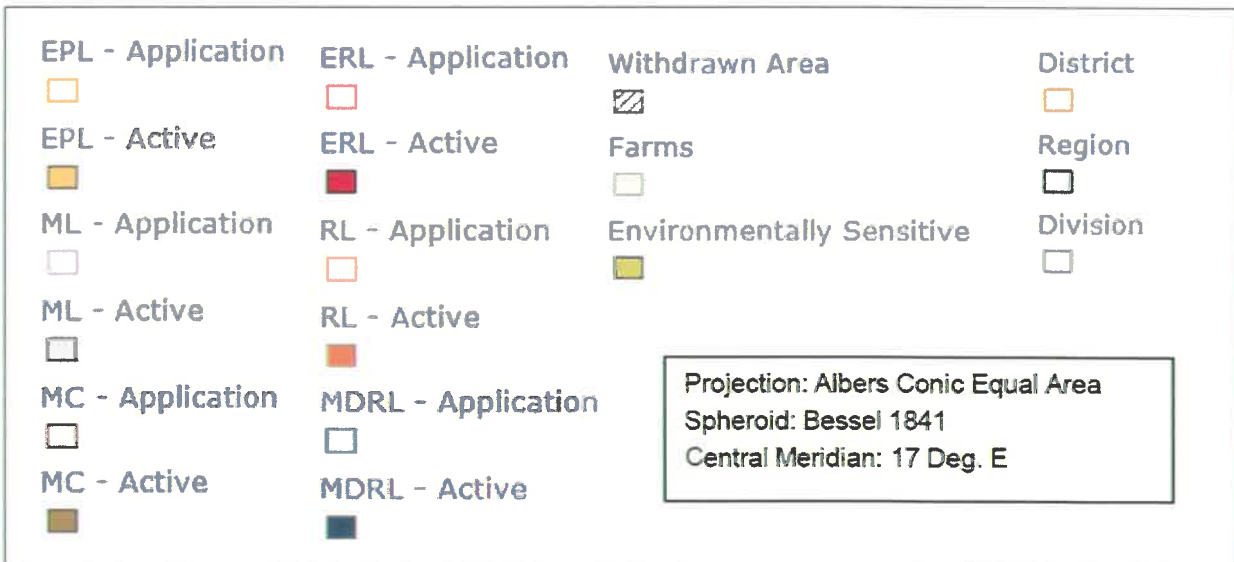 EPL - Application
EPL - Active
ML - Application
ML - Active
MC - Application
MC - Active
ERL - Application
ERL - Active
RL - Application
RL - Active
MDRL - Application
MDRL - Active
Withdrawn Area
Farms
Environmentally Sensitive
District
Region
Division
Projection: Albers Conic Equal Area
Spheroid: Bessel 1841
Central Meridian: 17 Deg. E